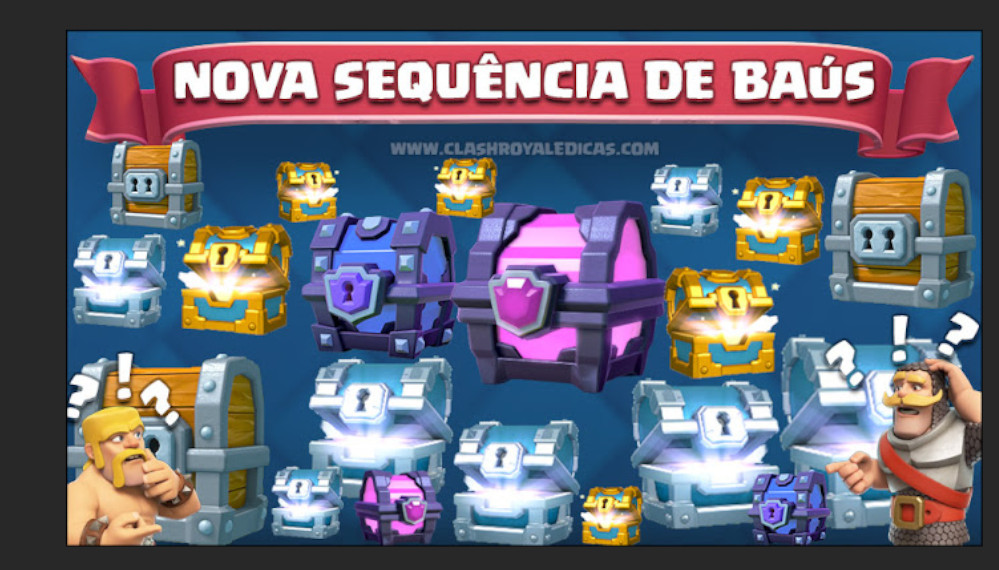 NOVA SEQUÊNCIA DE BAÚS
WWW.CLASHROYALEDICAS.COM
? ! ? ?
? ! ?